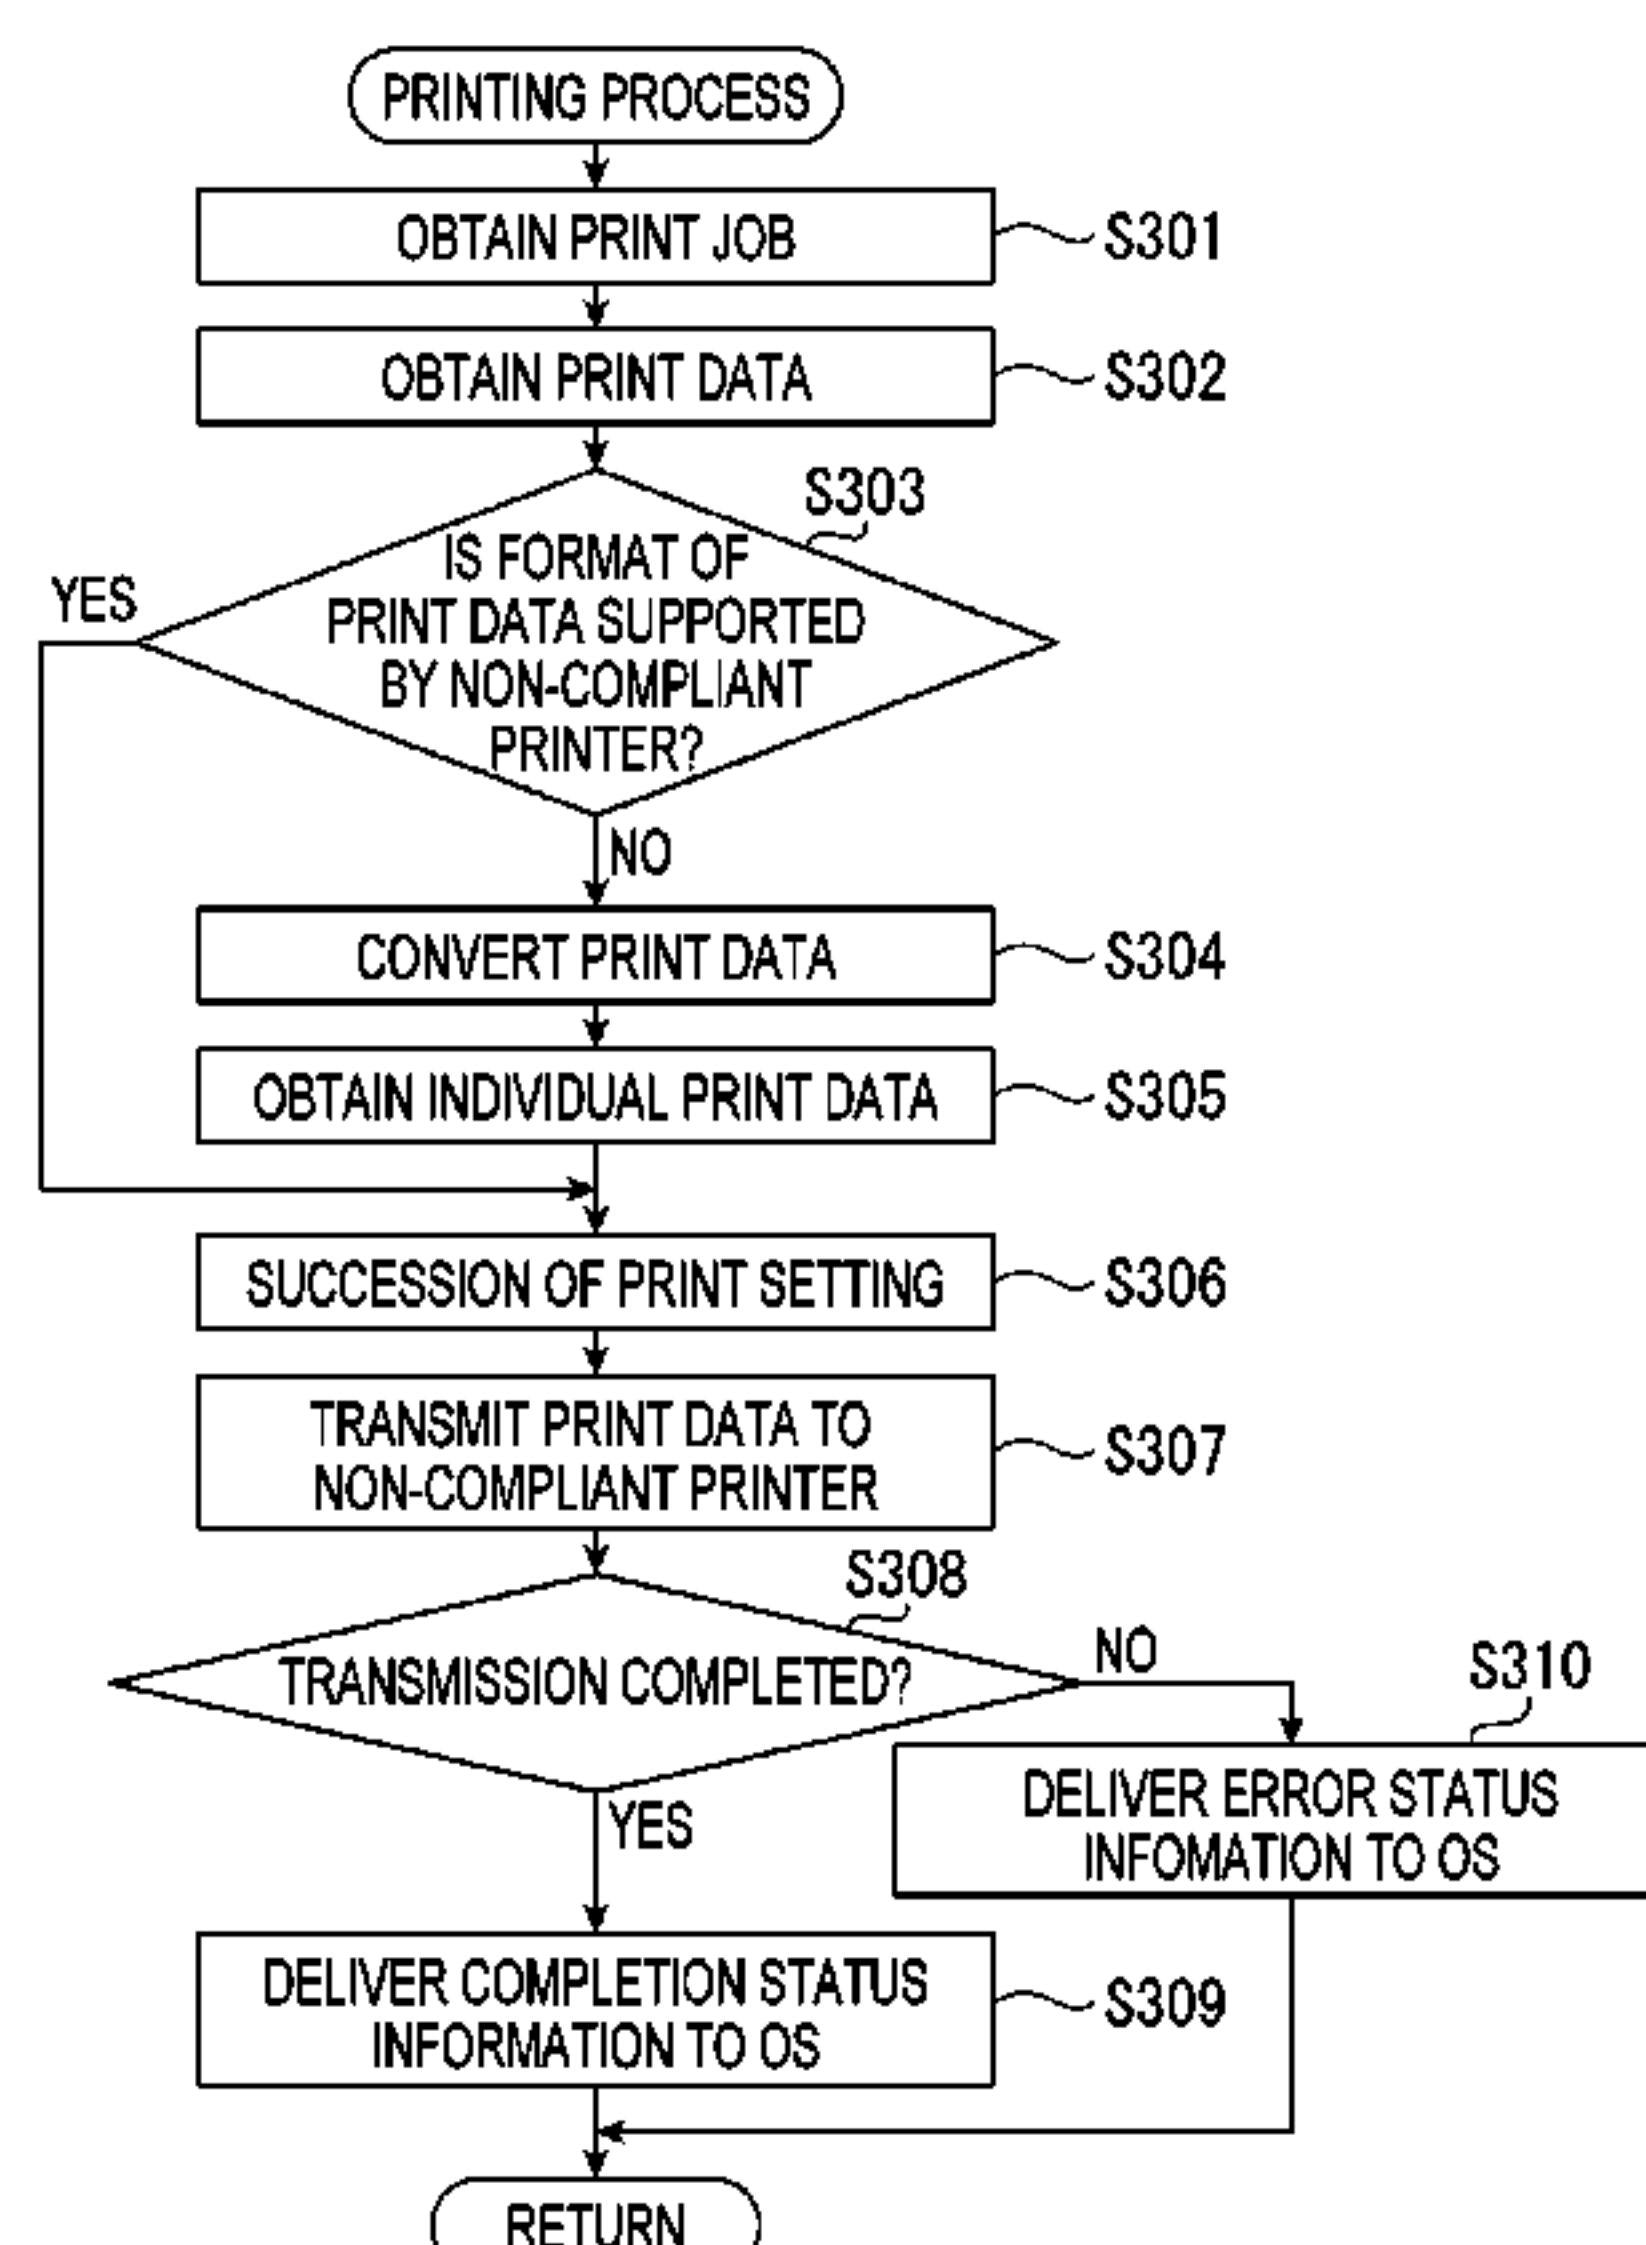 PRINTING PROCESS
OBTAIN PRINT JOB
S301
OBTAIN PRINT DATA
S302
S303
IS FORMAT OF
PRINT DATA SUPPORTED
BY NON-COMPLIANT
PRINTER?
YES
NO
CONVERT PRINT DATA
S304
OBTAIN INDIVIDUAL PRINT DATA
S305
SUCCESSION OF PRINT SETTING
S306
TRANSMIT PRINT DATA TO
NON-COMPLIANT PRINTER
S307
S308
TRANSMISSION COMPLETED?
NO
S310
DELIVER ERROR STATUS
INFOMATION TO OS
YES
DELIVER COMPLETION STATUS
INFORMATION TO OS
S309
RETURN